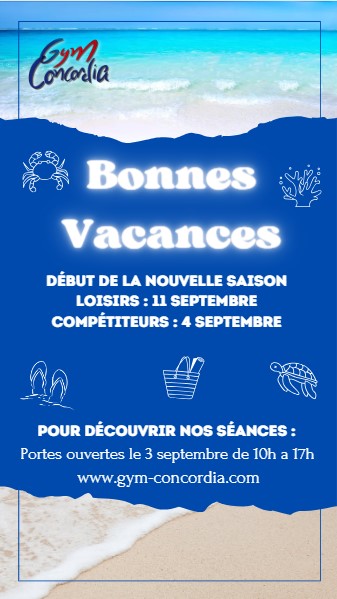 Gym
Concordia
Bonnes
Vacances
DÉBUT DE LA NOUVELLE SAISON
LOISIRS : 11 SEPTEMBRE
COMPÉTITEURS : 4 SEPTEMBRE
POUR DÉCOUVRIR NOS SÉANCES :
Portes ouvertes le 3 septembre de 10h a 17h
www.gym-concordia.com